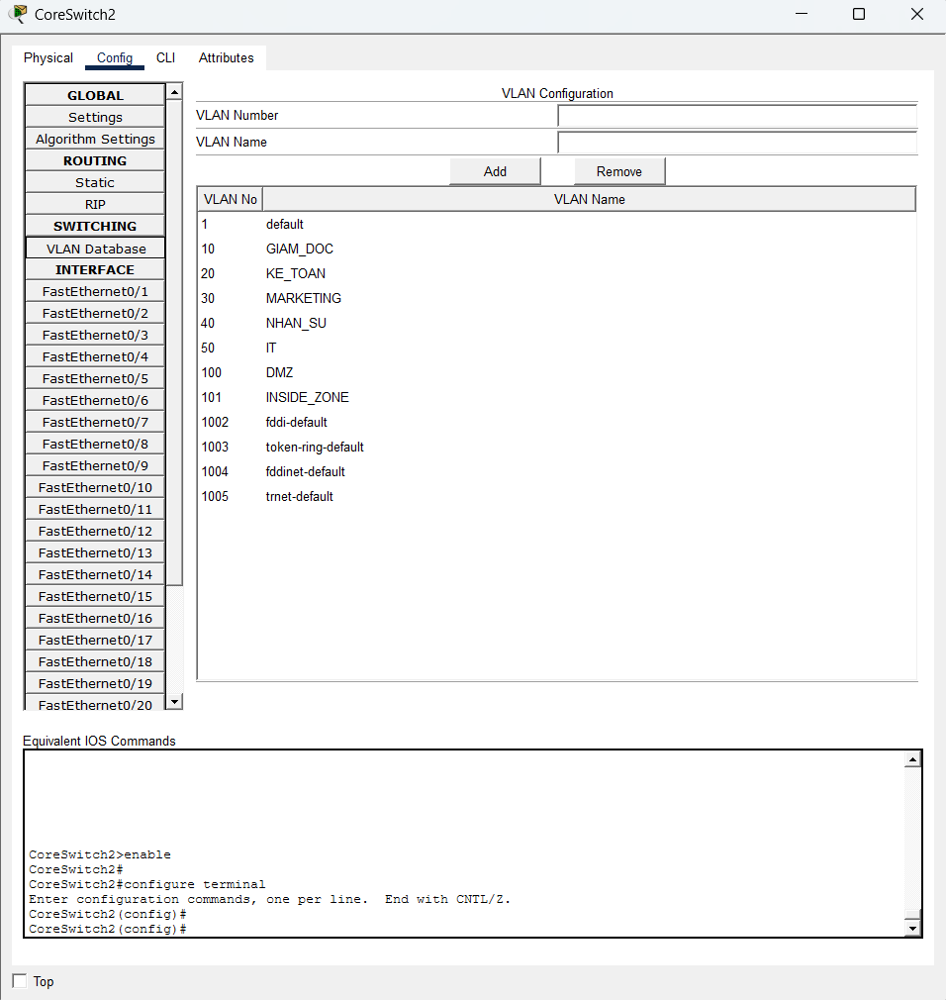 CoreSwitch2
Physical Config CLI Attributes
GLOBAL
Settings
Algorithm Settings
ROUTING
Static
RIP
SWITCHING
VLAN Database
INTERFACE
FastEthernet0/1
FastEthernet0/2
FastEthernet0/3
FastEthernet0/4
FastEthernet0/5
FastEthernet0/6
FastEthernet0/7
FastEthernet0/8
FastEthernet0/9
FastEthernet0/10
FastEthernet0/11
FastEthernet0/12
FastEthernet0/13
FastEthernet0/14
FastEthernet0/15
FastEthernet0/16
FastEthernet0/17
FastEthernet0/18
FastEthernet0/19
FastEthernet0/20
VLAN Configuration
VLAN Number
VLAN Name
Add Remove
VLAN No VLAN Name
1 default
10 GIAM_DOC
20 KE_TOAN
30 MARKETING
40 NHAN_SU
50 IT
100 DMZ
101 INSIDE_ZONE
1002 fddi-default
1003 token-ring-default
1004 fddinet-default
1005 trnet-default
Equivalent IOS Commands
CoreSwitch2>enable
CoreSwitch2#
CoreSwitch2#configure terminal
Enter configuration commands, one per line.  End with CNTL/Z.
CoreSwitch2(config)#
CoreSwitch2(config)#
Top